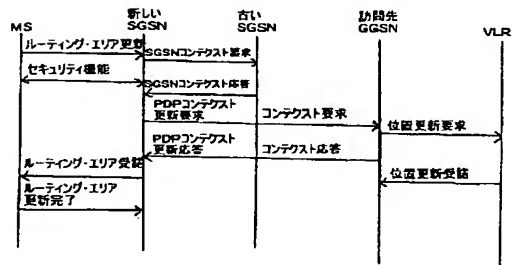 MS
新しい
SGSN
古い
SGSN
訪問先
GGSN
VLR
ルーティング・エリア更新
SGSNコンテクスト要求
セキュリティ機能
SGSNコンテクスト応答
PDPコンテクスト
更新要求
コンテクスト要求
位置更新要求
PDPコンテクスト
更新応答
コンテクスト応答
ルーティング・エリア受諾
位置更新受諾
ルーティング・エリア
更新完了